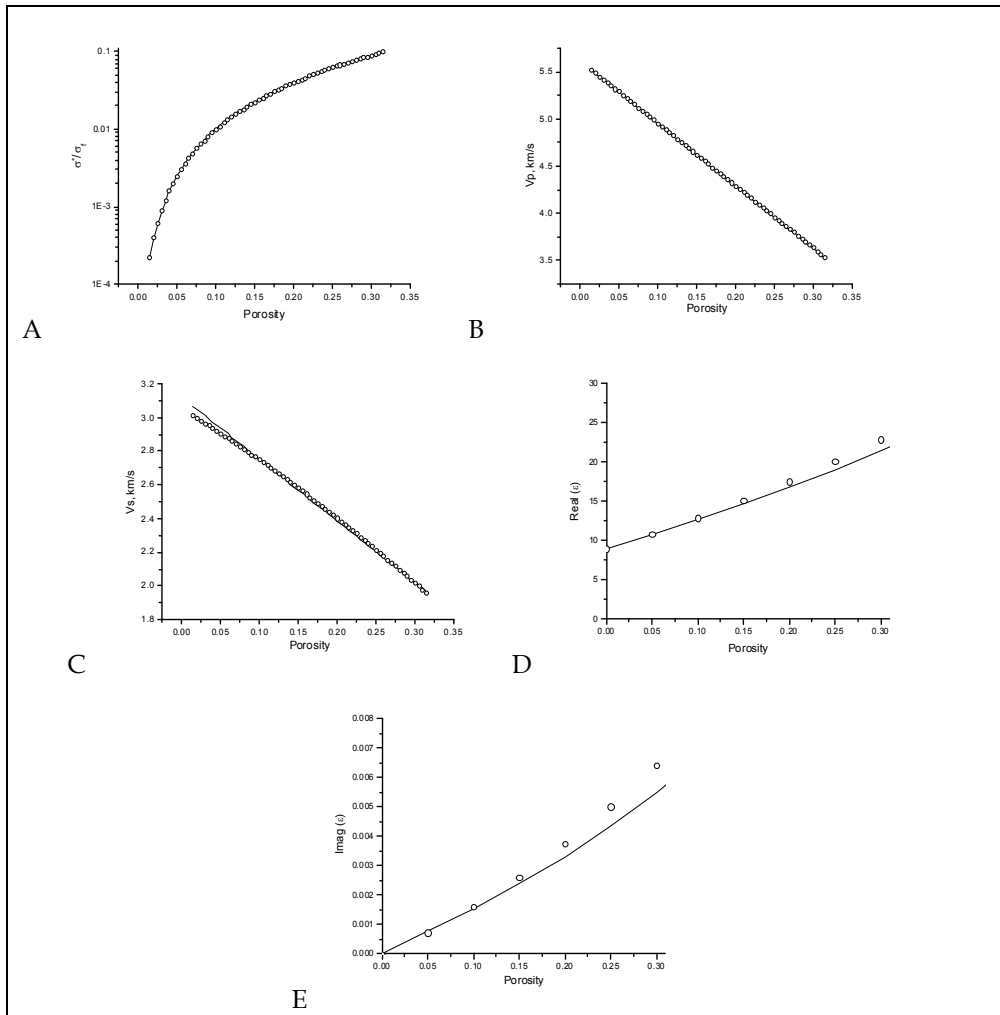 0.1
0.01
1E-3
1E-4
σ*/σf
0.00 0.05 0.10 0.15 0.20 0.25 0.30 0.35
Porosity
A
5.5
5.0
4.5
4.0
3.5
Vp, km/s
0.00 0.05 0.10 0.15 0.20 0.25 0.30 0.35
Porosity
B
3.2
3.0
2.8
2.6
2.4
2.2
2.0
1.8
Vs, km/s
0.00 0.05 0.10 0.15 0.20 0.25 0.30 0.35
Porosity
C
30
25
20
15
10
5
0
Real (ε)
0.00 0.05 0.10 0.15 0.20 0.25 0.30
Porosity
D
0.008
0.007
0.006
0.005
0.004
0.003
0.002
0.001
0.000
Imag (ε)
0.00 0.05 0.10 0.15 0.20 0.25 0.30
Porosity
E